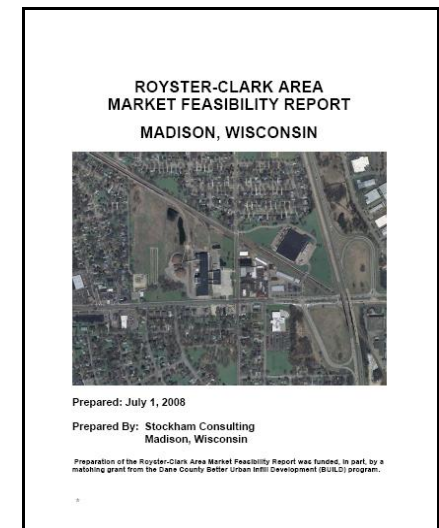 ROYSTER-CLARK AREA
MARKET FEASIBILITY REPORT
MADISON, WISCONSIN
Prepared: July 1, 2008
Prepared By: Stockham Consulting
Madison, Wisconsin
Preparation of the Royster-Clark Area Market Feasibility Report was funded, in part, by a
matching grant from the Dane County Better Urban Infill Development (BUILD) program.